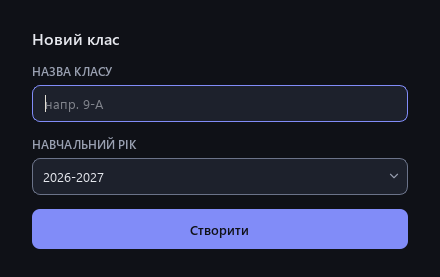 Новий клас
НАЗВА КЛАСУ
напр. 9-А
НАВЧАЛЬНИЙ РІК
2026-2027
Створити